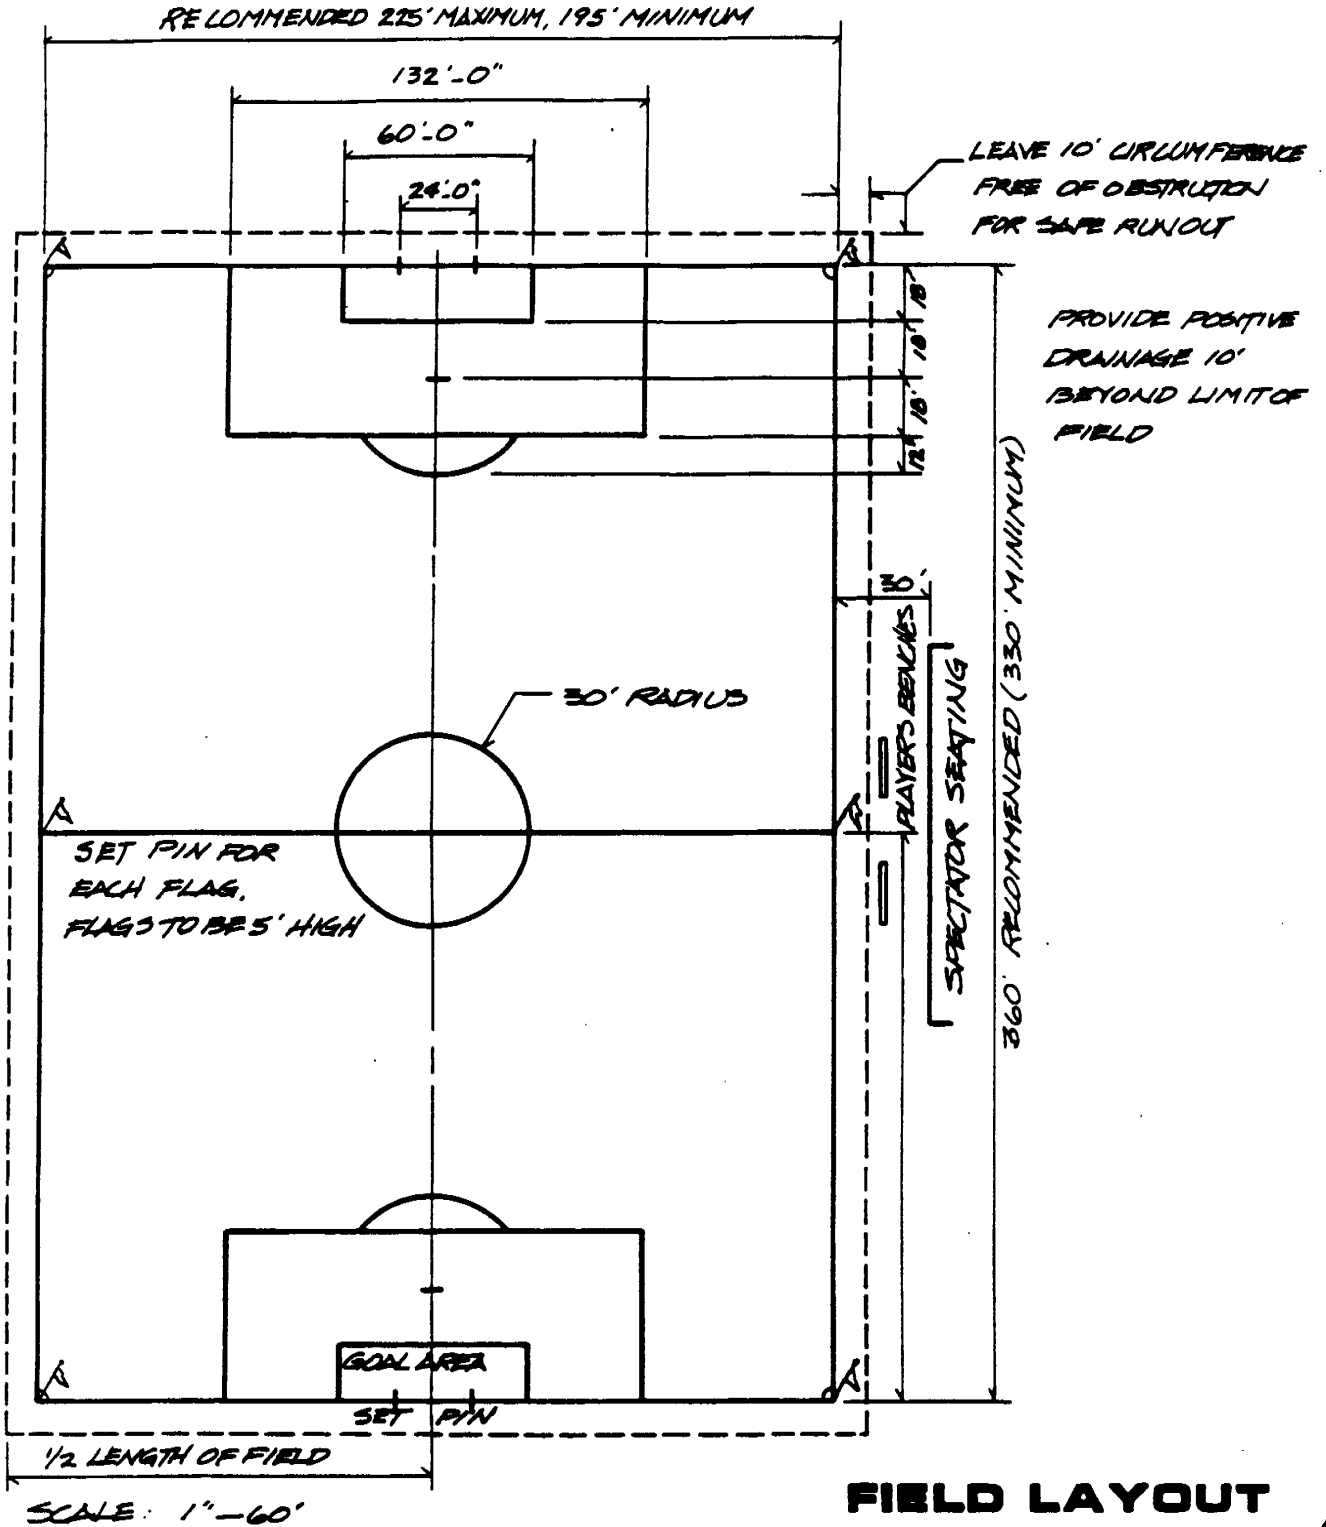 RECOMMENDED 225' MAXIMUM, 195' MINIMUM
132'-0"
60'-0"
24'-0"
LEAVE 10' CIRCUMFERENCE
FREE OF OBSTRUCTION
FOR SAFE RUNOUT
18'
18'
18'
12'
PROVIDE POSITIVE
DRAINAGE 10'
BEYOND LIMIT OF
FIELD
PLAYERS BENCHES
SPECTATOR SEATING
360' RECOMMENDED (330' MINIMUM)
30' RADIUS
SET PIN FOR
EACH FLAG.
FLAGS TO BE 5' HIGH
GOAL AREA
SET PIN
1/2 LENGTH OF FIELD
SCALE: 1"-60'
FIELD LAYOUT